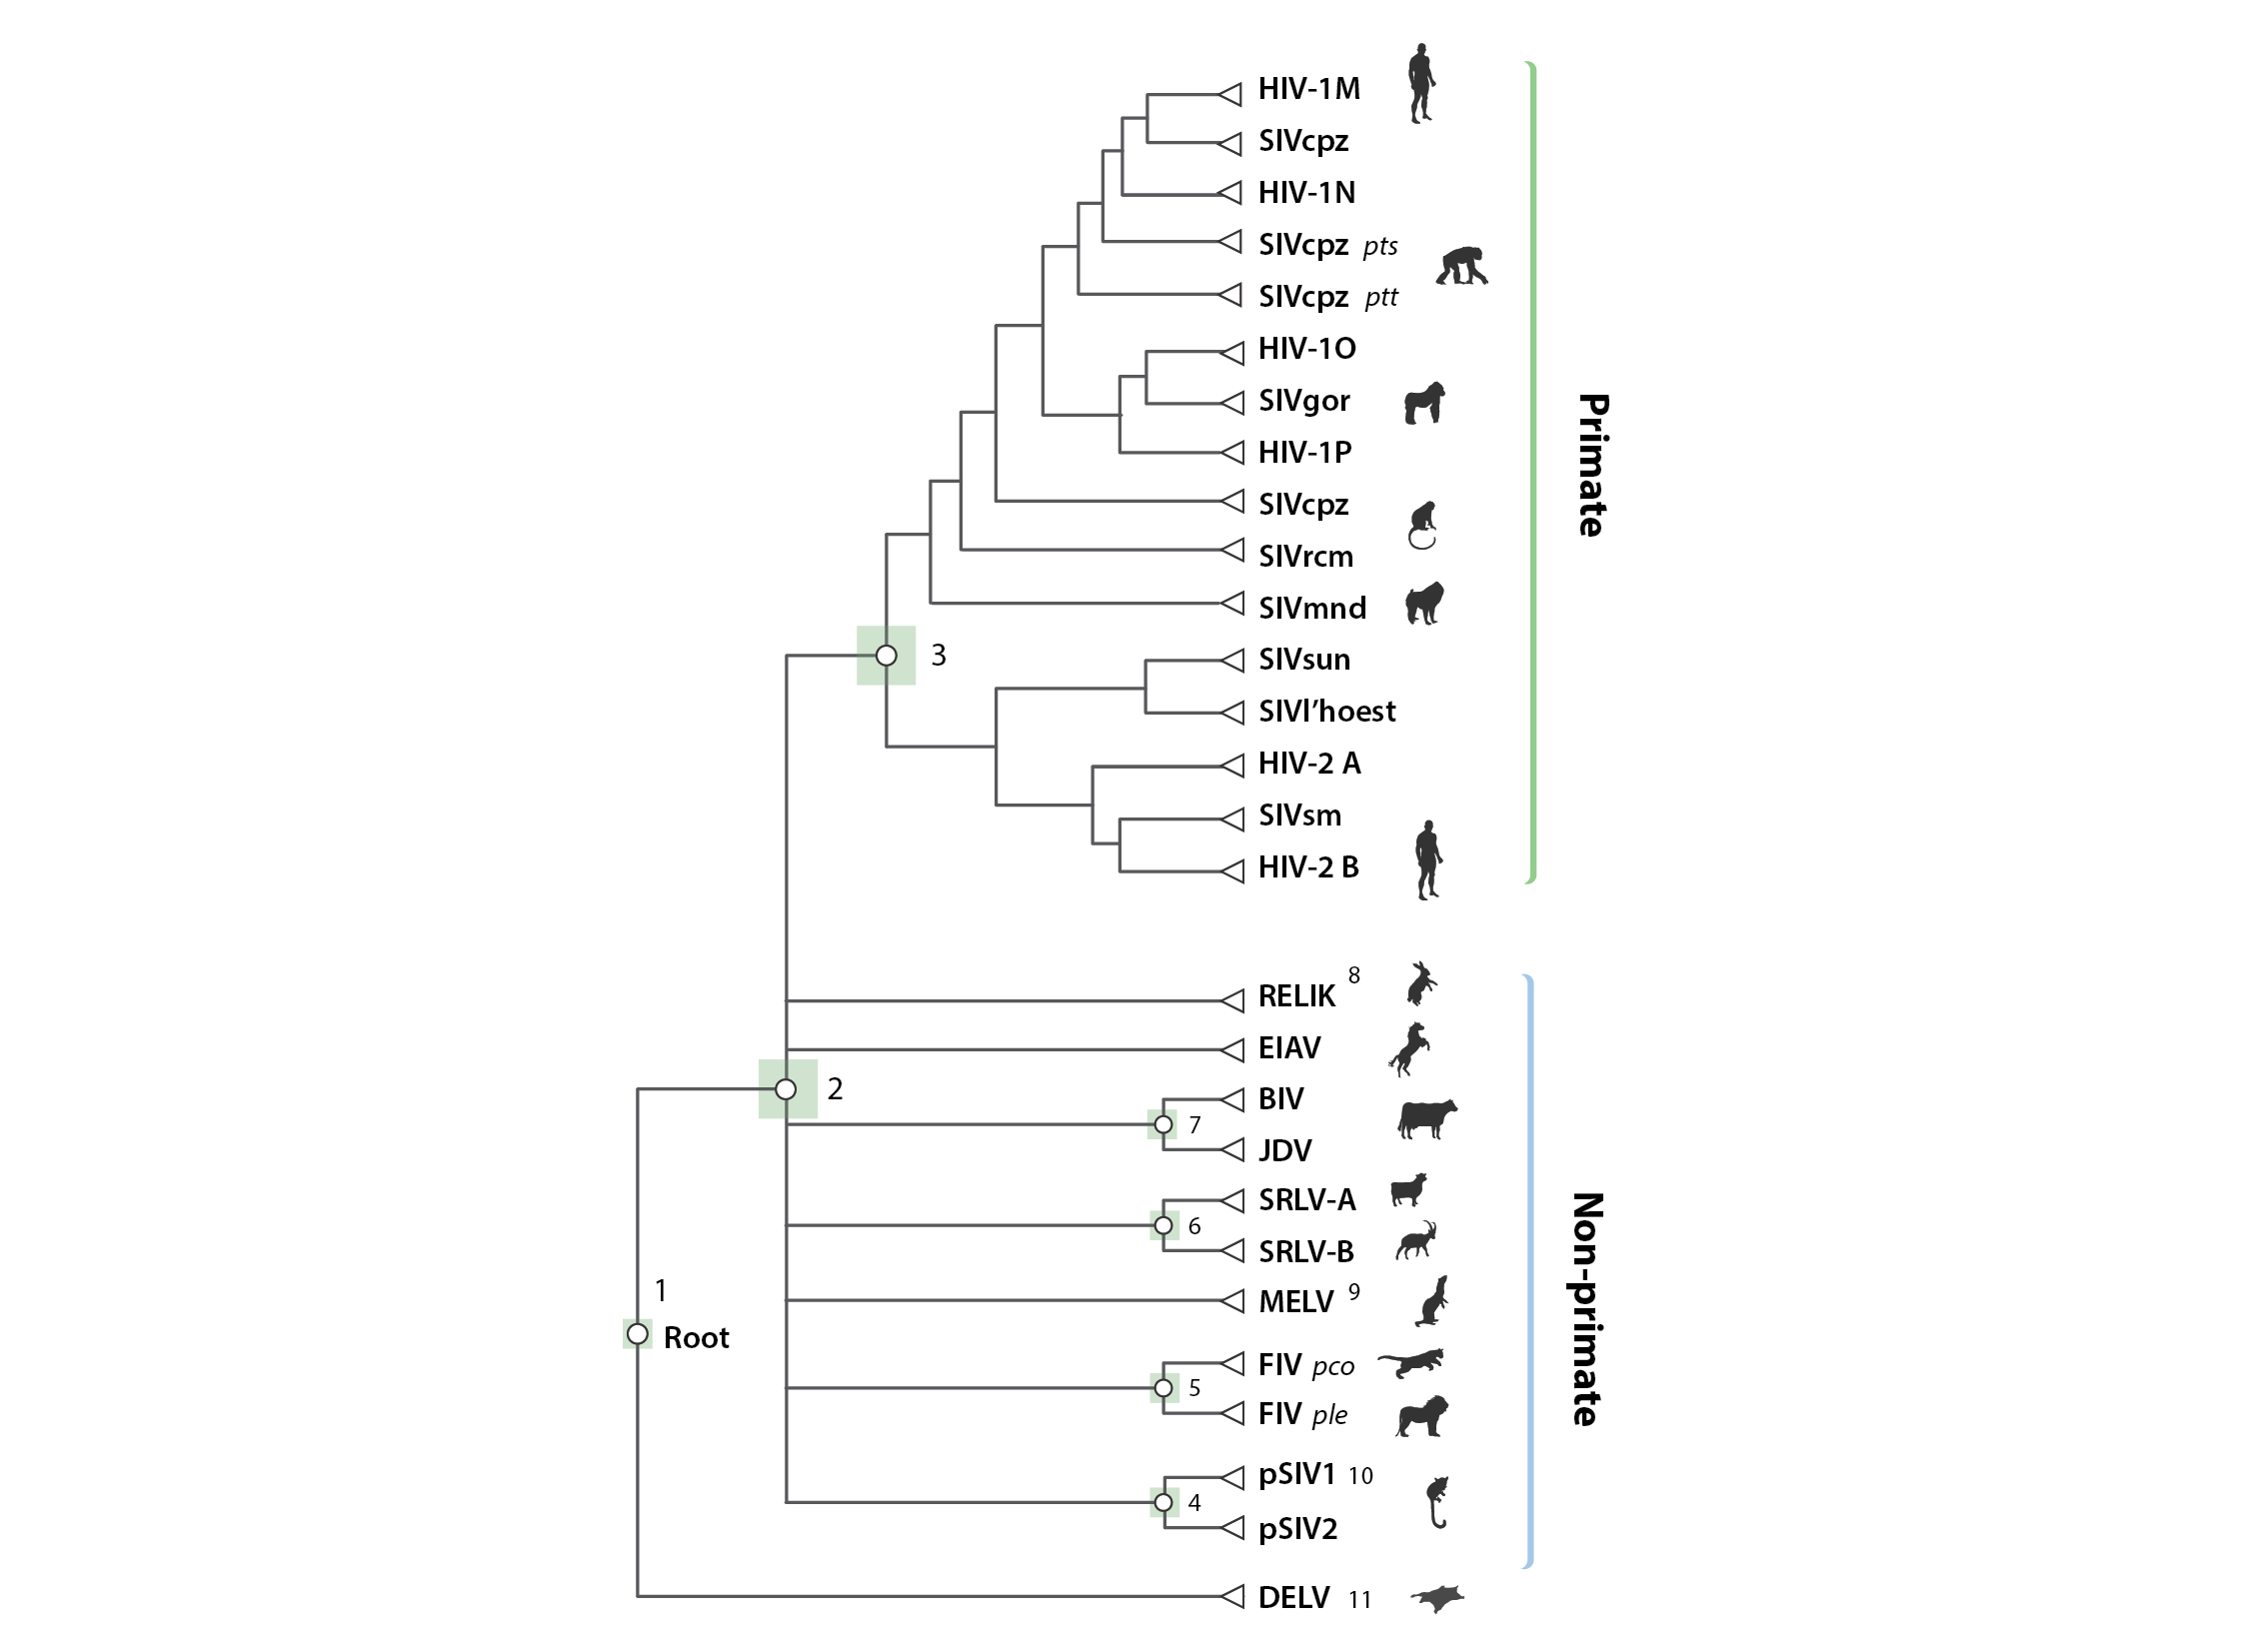 HIV-1M
SIVcpz
HIV-1N
SIVcpz pts
SIVcpz ptt
HIV-1O
SIVgor
HIV-1P
SIVcpz
SIVrcm
SIVmnd
Primate
SIVsun
3
SIVl’hoest
HIV-2 A
SIVsm
HIV-2 B
RELIK 8
EIAV
2
BIV
7
JDV
SRLV-A
6
SRLV-B
MELV 9
Non-primate
1
Root
FIV pco
5
FIV ple
pSIV1 10
4
pSIV2
DELV 11